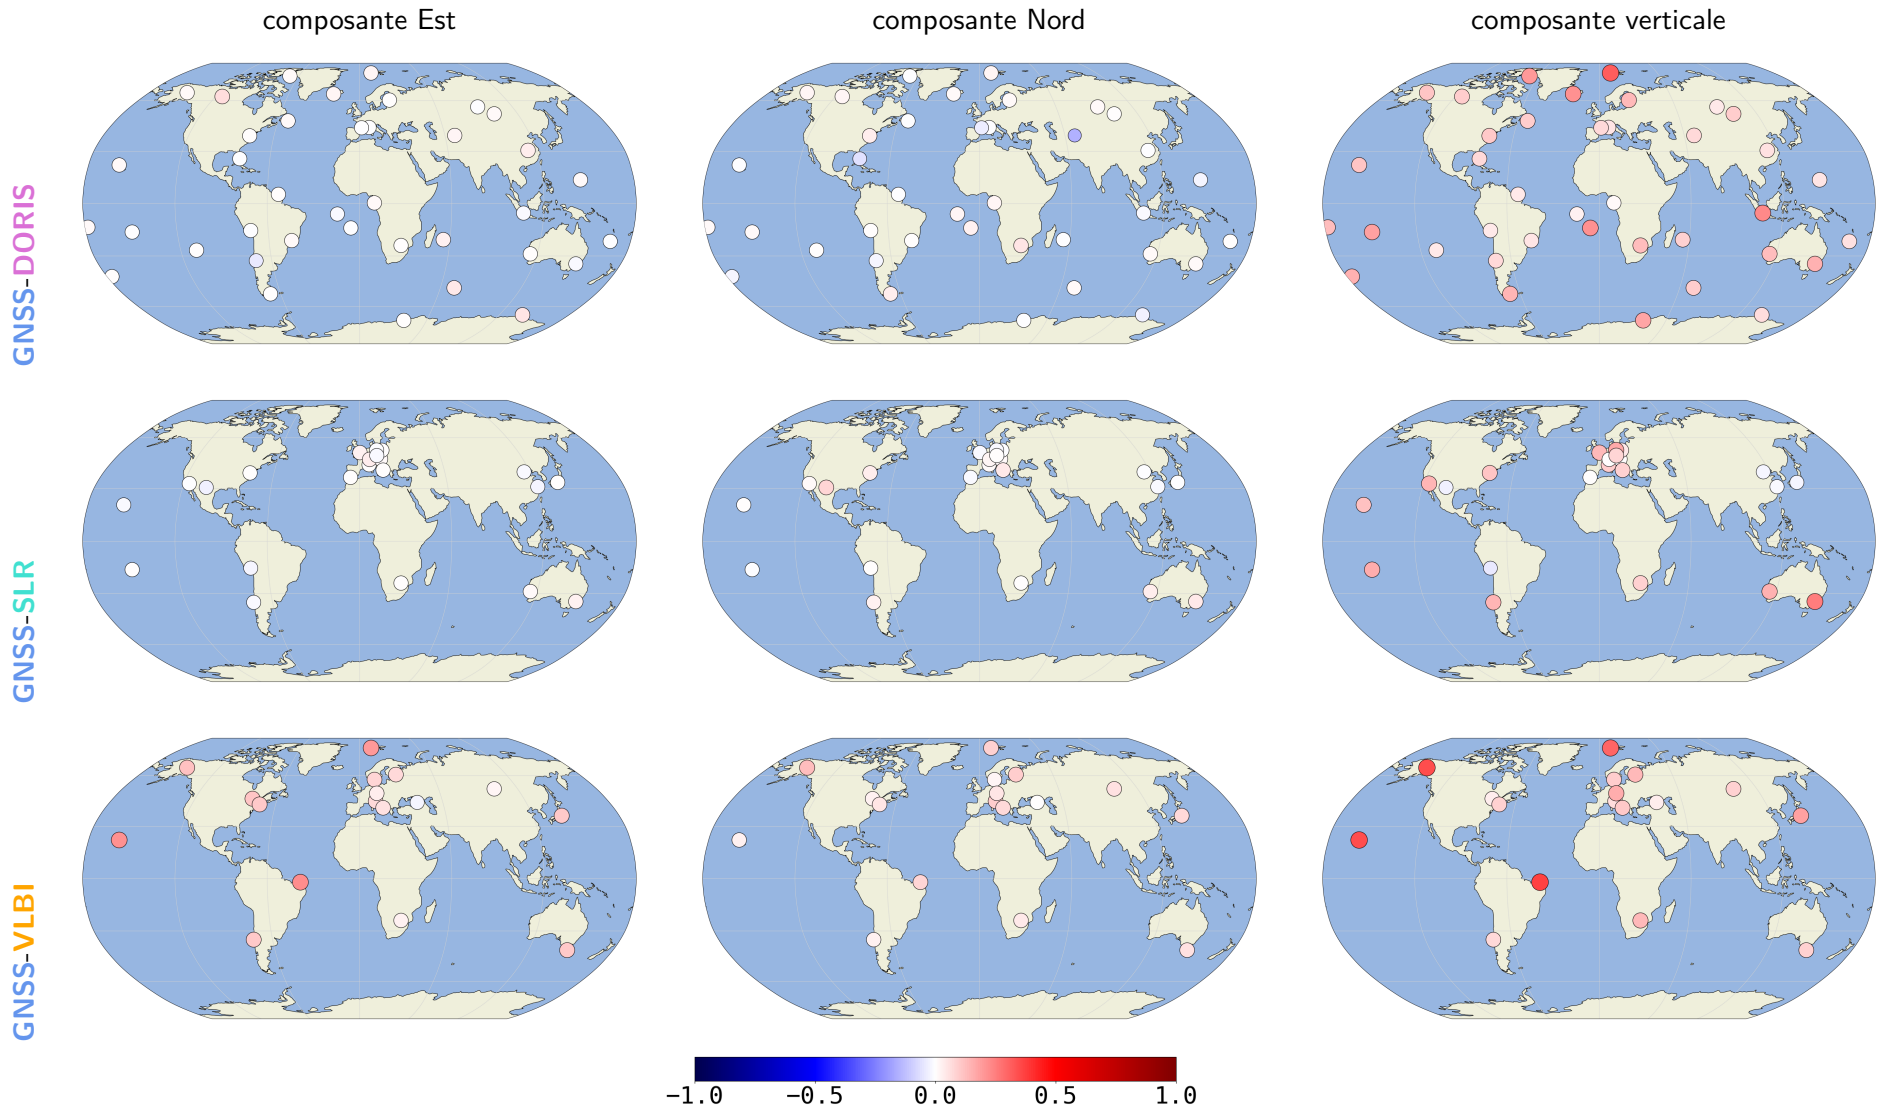 composante Est
composante Nord
composante verticale
GNSS-DORIS
GNSS-SLR
GNSS-VLBI
−1.0 −0.5 0.0 0.5 1.0